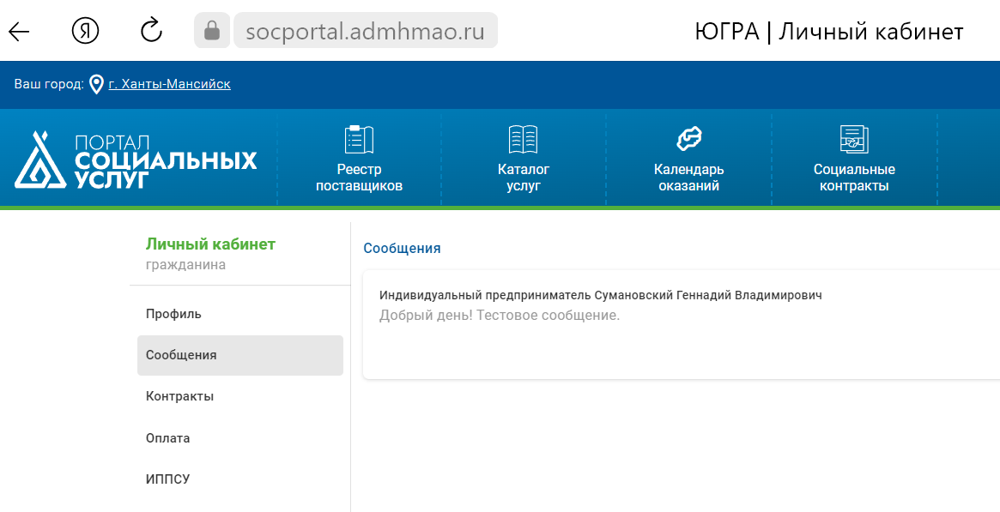 Я
socportal.admhmao.ru
ЮГРА | Личный кабинет
Ваш город: г. Ханты-Мансийск
ПОРТАЛ
СОЦИАЛЬНЫХ
УСЛУГ
Реестр
поставщиков
Каталог
услуг
Календарь
оказаний
Социальные
контракты
Личный кабинет
гражданина
Профиль
Сообщения
Контракты
Оплата
ИППСУ
Сообщения
Индивидуальный предприниматель Сумановский Геннадий Владимирович
Добрый день! Тестовое сообщение.